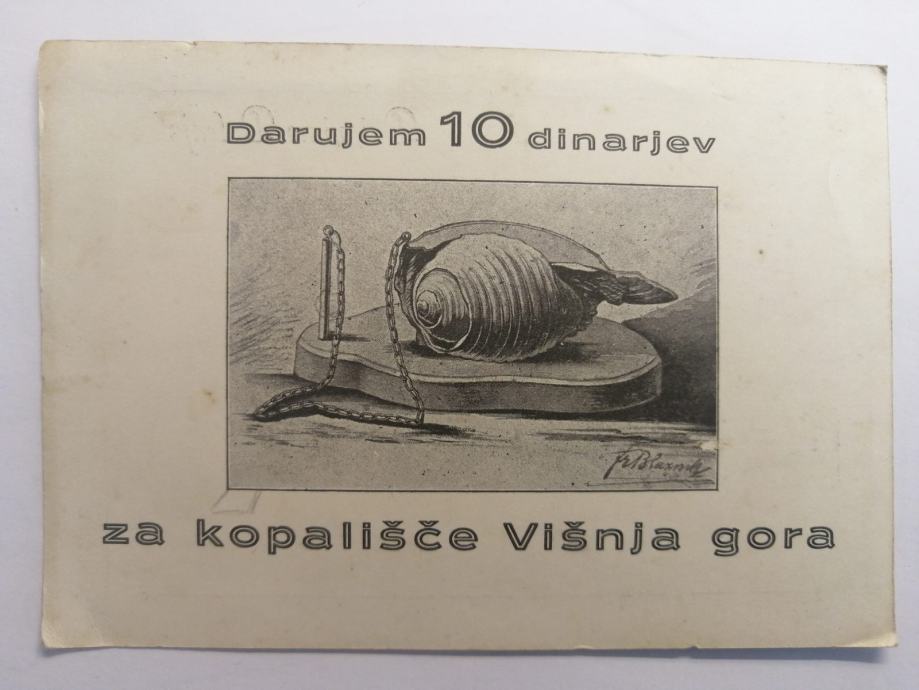 Darujem 10 dinarjev
za kopališče Višnja gora